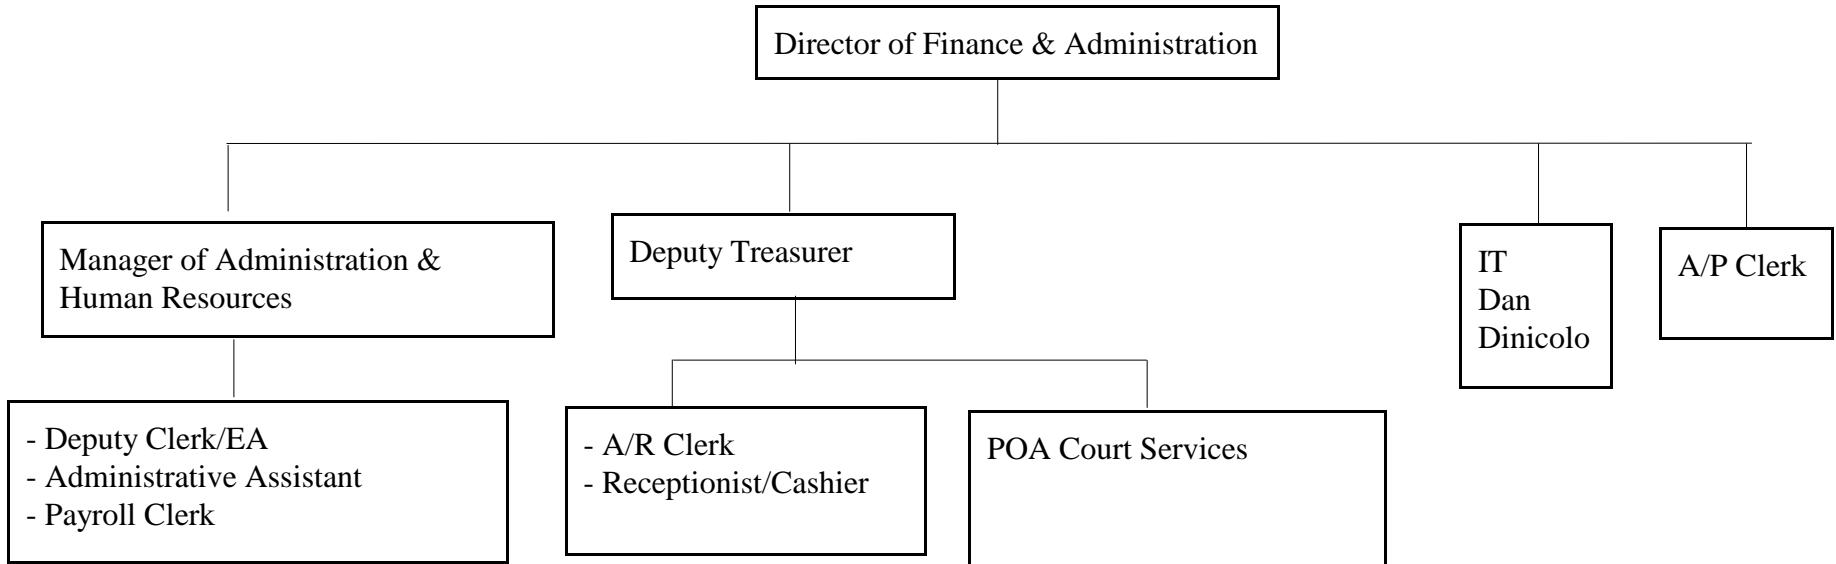 Director of Finance & Administration
Manager of Administration &
Human Resources
Deputy Treasurer
IT
Dan
Dinicolo
A/P Clerk
- Deputy Clerk/EA
- Administrative Assistant
- Payroll Clerk
- A/R Clerk
- Receptionist/Cashier
POA Court Services